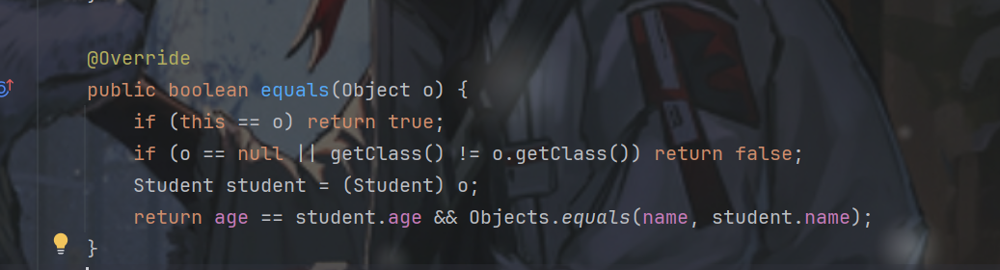 }
@Override
public boolean equals(Object o) {
if (this == o) return true;
if (o == null || getClass() != o.getClass()) return false;
Student student = (Student) o;
return age == student.age && Objects.equals(name, student.name);
}